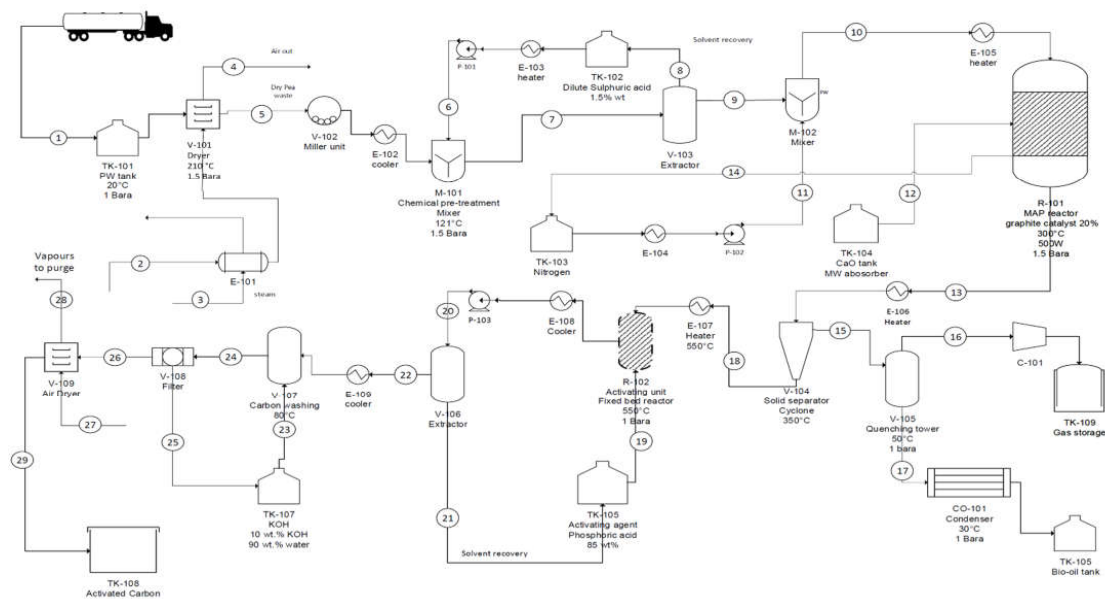 Air out
4
Dry Pea
waste
5
1
TK-101
PW tank
20°C
1 Bara
V-101
Dryer
210 °C
1.5 Bara
V-102
Miller unit
E-102
cooler
P-101
E-103
heater
TK-102
Dilute Sulphuric acid
1.5% wt
Solvent recovery
8
6
7
9
V-103
Extractor
M-101
Chemical pre-treatment
Mixer
121°C
1.5 Bara
10
E-105
heater
M-102
Mixer
11
14
12
R-101
MAP reactor
graphite catalyst 20%
300°C
500W
1.5 Bara
TK-103
Nitrogen
E-104
P-102
TK-104
CaO tank
MW abosorber
2
3
steam
E-101
Vapours
to purge
28
26
V-109
Air Dryer
27
29
TK-108
Activated Carbon
V-108
Filter
25
24
V-107
Carbon washing
80°C
23
TK-107
KOH
10 wt.% KOH
90 wt.% water
E-109
cooler
22
20
P-103
V-106
Extractor
21
Solvent recovery
E-108
Cooler
R-102
Activating unit
Fixed bed reactor
550°C
1 Bara
19
TK-105
Activating agent
Phosphoric acid
85 wt%
E-107
Heater
550°C
18
E-106
Heater
13
15
V-104
Solid separator
Cyclone
350°C
16
C-101
TK-109
Gas storage
V-105
Quenching tower
50°C
1 bara
17
CO-101
Condenser
30°C
1 Bara
TK-105
Bio-oil tank